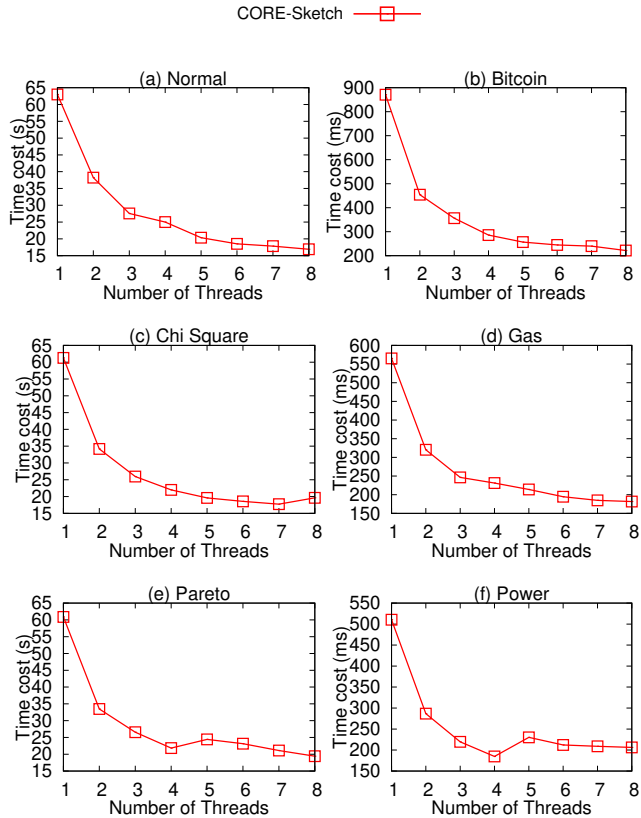 CORE-Sketch
(a) Normal
Time cost (s)
65
60
55
50
45
40
35
30
25
20
15
1 2 3 4 5 6 7 8
Number of Threads
(b) Bitcoin
Time cost (ms)
900
800
700
600
500
400
300
200
1 2 3 4 5 6 7 8
Number of Threads
(c) Chi Square
Time cost (s)
65
60
55
50
45
40
35
30
25
20
15
1 2 3 4 5 6 7 8
Number of Threads
(d) Gas
Time cost (ms)
600
550
500
450
400
350
300
250
200
150
100
1 2 3 4 5 6 7 8
Number of Threads
(e) Pareto
Time cost (s)
65
60
55
50
45
40
35
30
25
20
15
1 2 3 4 5 6 7 8
Number of Threads
(f) Power
Time cost (ms)
550
500
450
400
350
300
250
200
150
1 2 3 4 5 6 7 8
Number of Threads